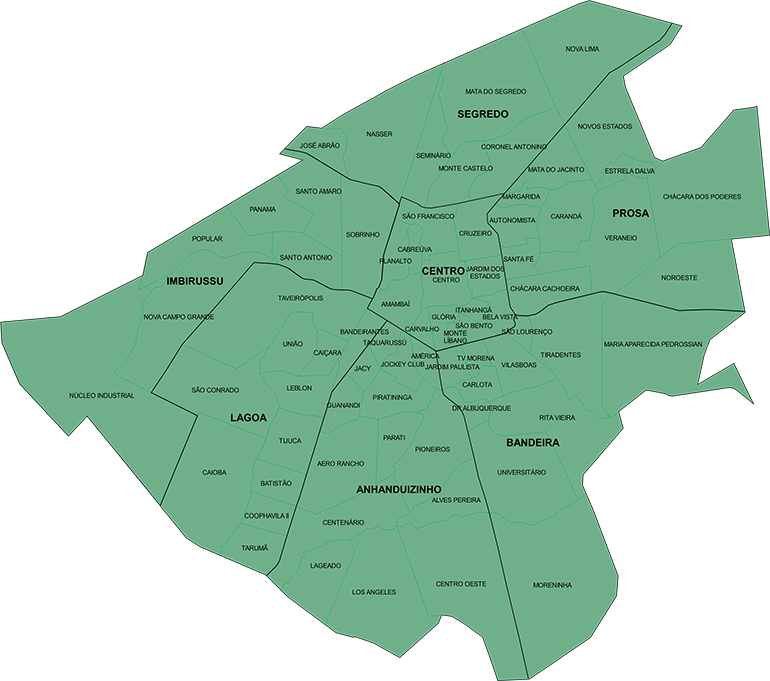 NOVA LIMA
MATA DO SEGREDO
SEGREDO
NASSER
NOVOS ESTADOS
JOSÉ ABRÃO
CORONEL ANTONINO
SEMINÁRIO
MONTE CASTELO
MATA DO JACINTO
ESTRELA DALVA
SANTO AMARO
MARGARIDA
CHÁCARA DOS PODERES
PANAMA
SÃO FRANCISCO
AUTONOMISTA
CARANDÁ
PROSA
POPULAR
SOBRINHO
CRUZEIRO
VERANEIO
CABREÚVA
SANTO ANTONIO
PLANALTO
SANTA FÉ
CENTRO
CENTRO
JARDIM DOS
ESTADOS
NOROESTE
IMBIRUSSU
CHÁCARA CACHOEIRA
TAVEIRÓPOLIS
AMAMBAÍ
ITANHANGÁ
NOVA CAMPO GRANDE
GLÓRIA
BELA VISTA
SÃO BENTO
BANDEIRANTES
CARVALHO
MONTE
LÍBANO
SÃO LOURENÇO
UNIÃO
TAQUARUSSÚ
MARIA APARECIDA PEDROSSIAN
CAIÇARA
AMÉRICA
TV MORENA
TIRADENTES
JACY
JOCKEY CLUB
JARDIM PAULISTA
VILASBOAS
SÃO CONRADO
LEBLON
CARLOTA
NÚCLEO INDUSTRIAL
PIRATININGA
GUANANDI
DR ALBUQUERQUE
LAGOA
RITA VIEIRA
TIJUCA
PARATI
BANDEIRA
PIONEIROS
AERO RANCHO
CAIOBA
UNIVERSITÁRIO
BATISTÃO
ANHANDUIZINHO
ALVES PEREIRA
COOPHAVILA II
CENTENÁRIO
TARUMÃ
LAGEADO
CENTRO OESTE
MORENINHA
LOS ANGELES